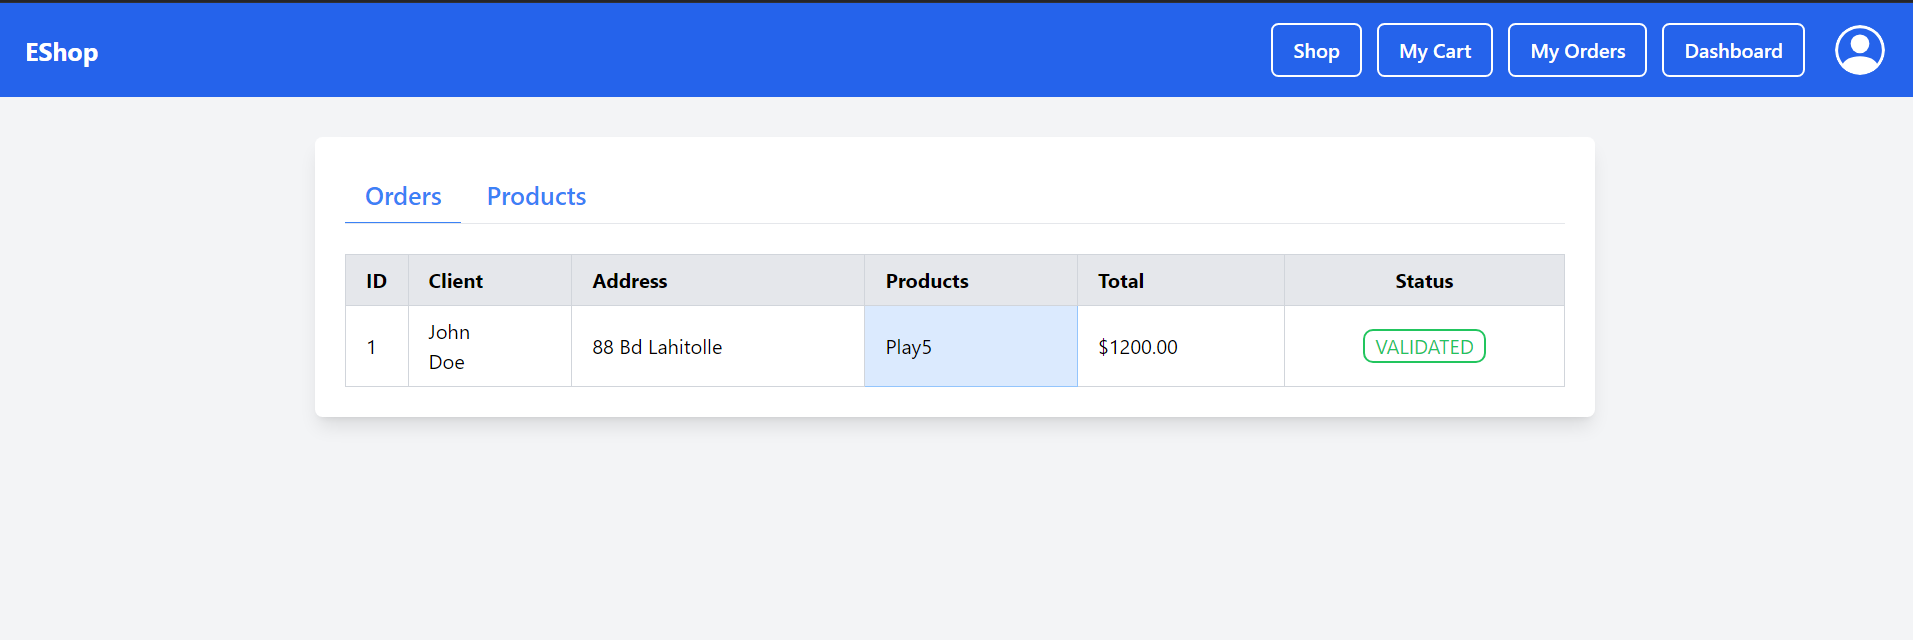 EShop
Shop
My Cart
My Orders
Dashboard
Orders
Products
ID
Client
Address
Products
Total
Status
1
John
Doe
88 Bd Lahitolle
Play5
$1200.00
VALIDATED